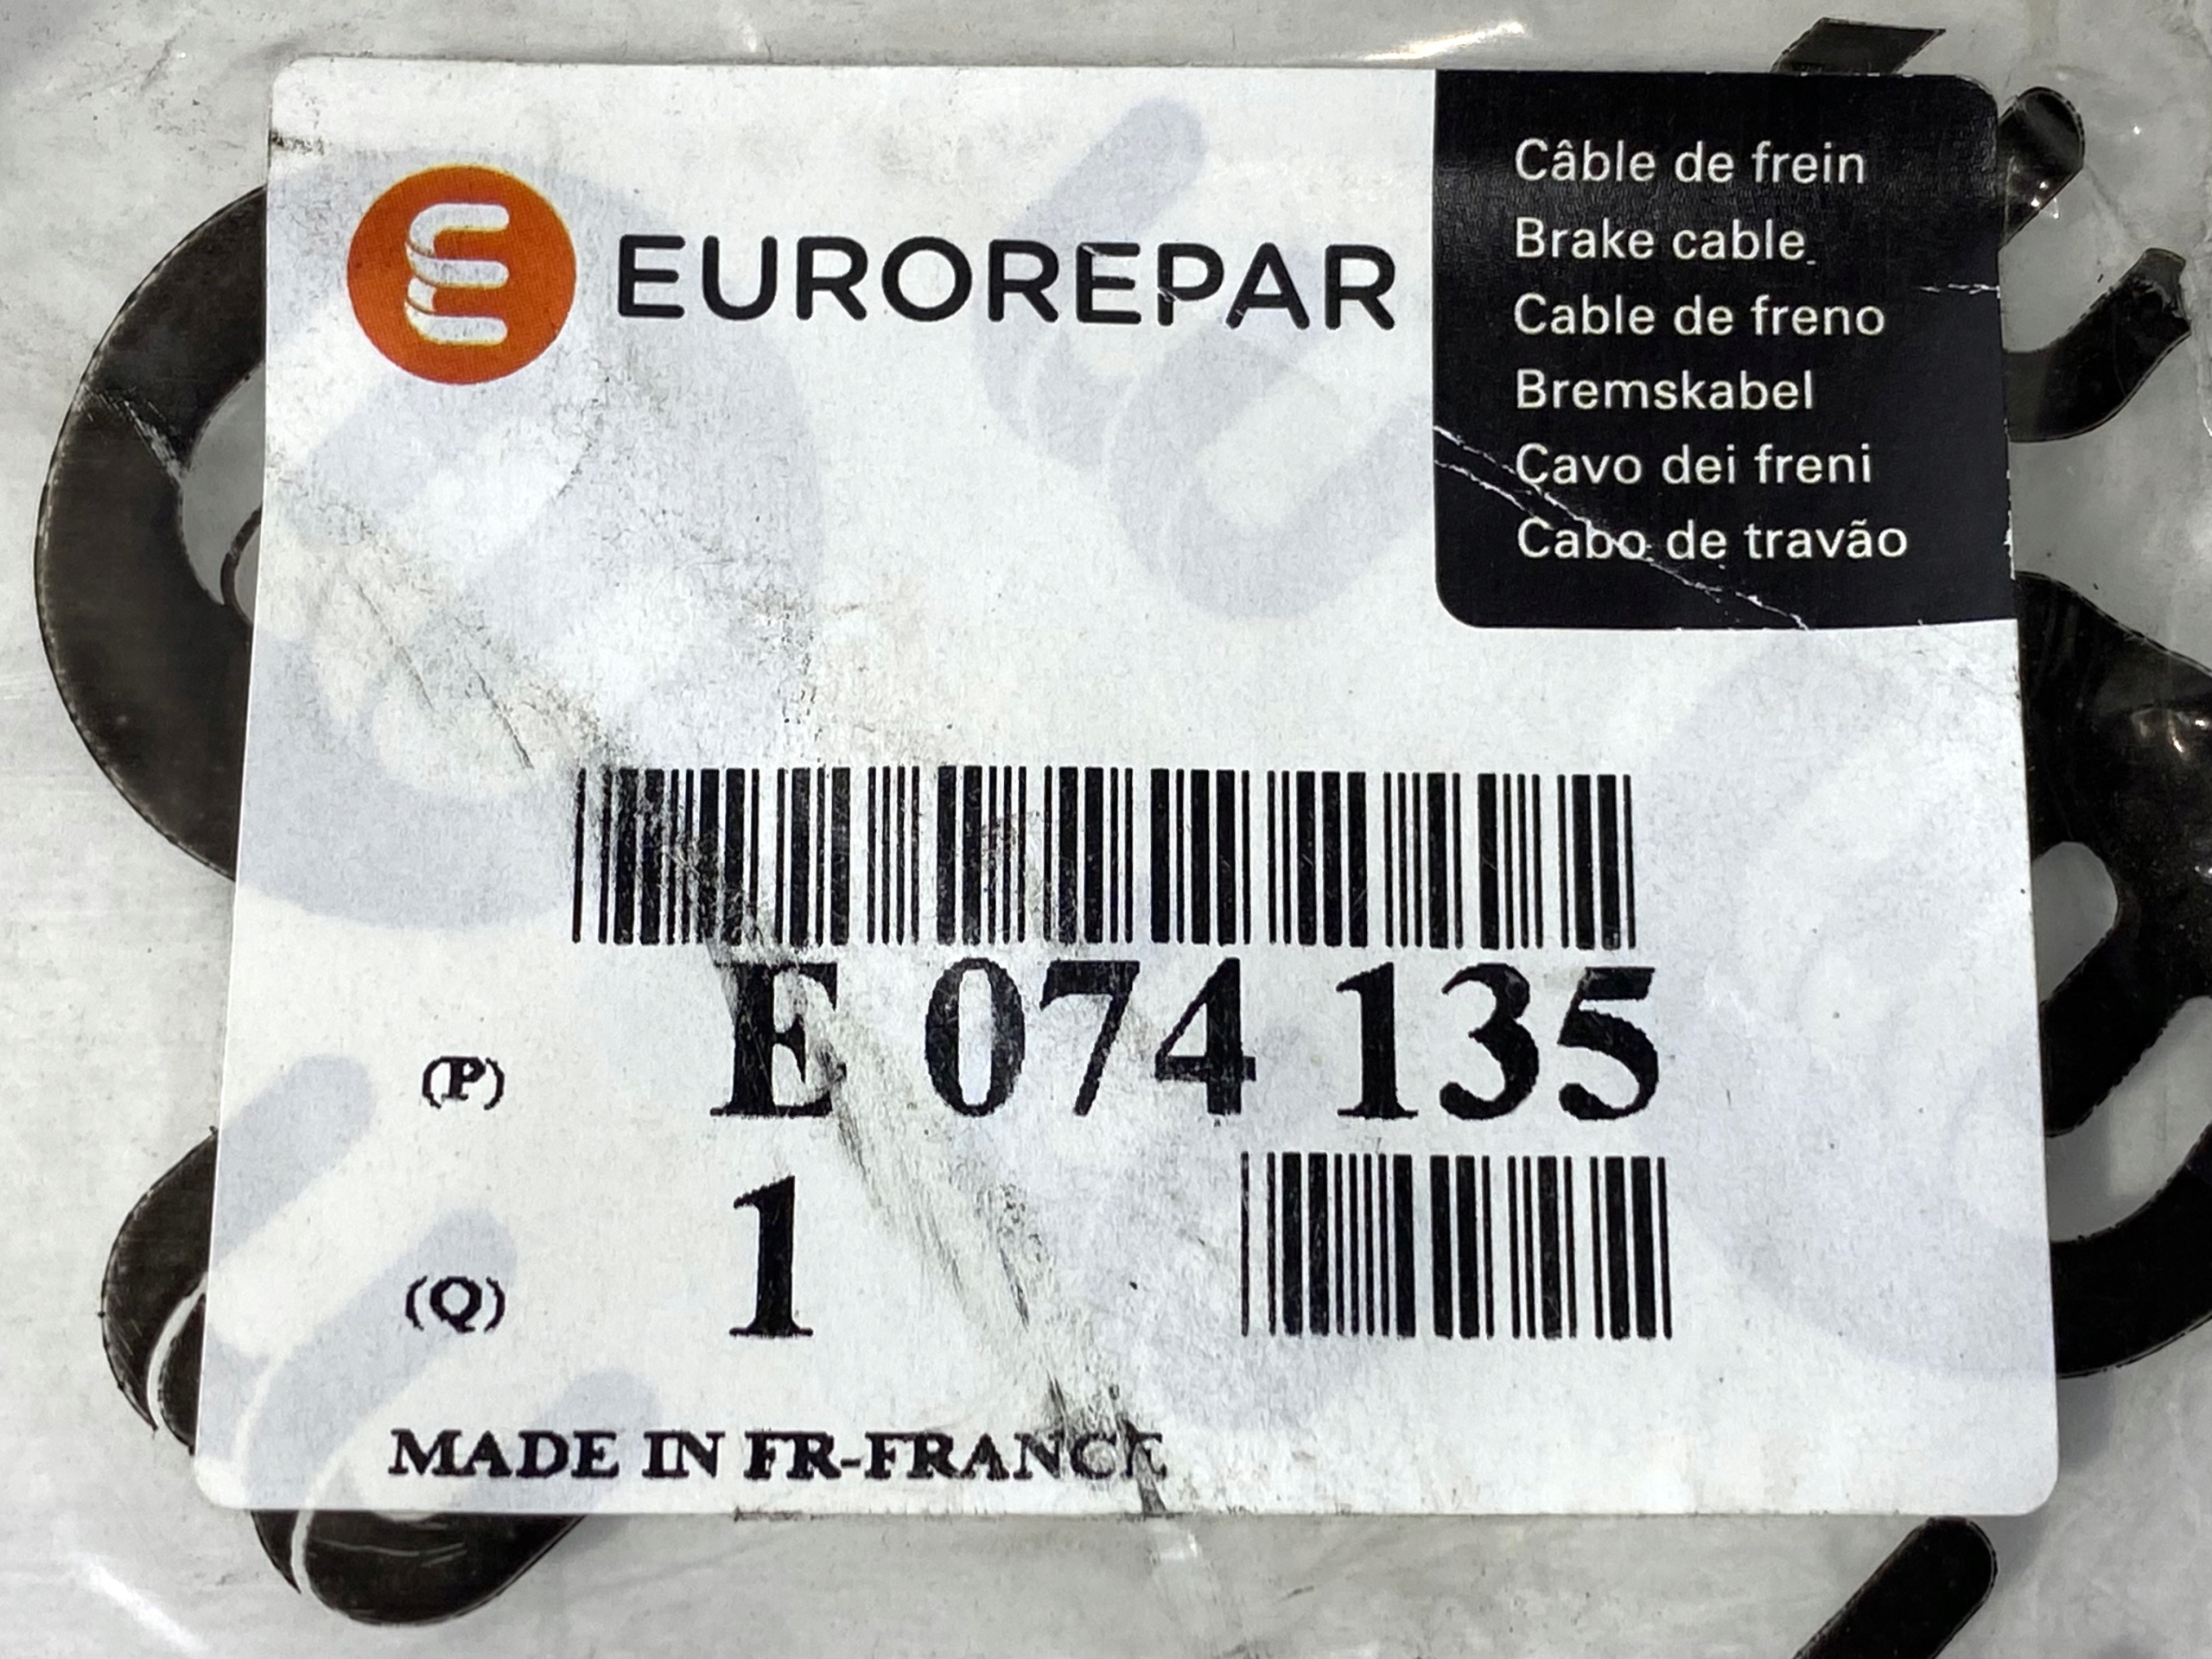 EUROREPAR
Câble de frein
Brake cable
Cable de freno
Bremskabel
Cavo dei freni
Cabo de travão
(P) E 074 135
(Q) 1
MADE IN FR-FRANCE